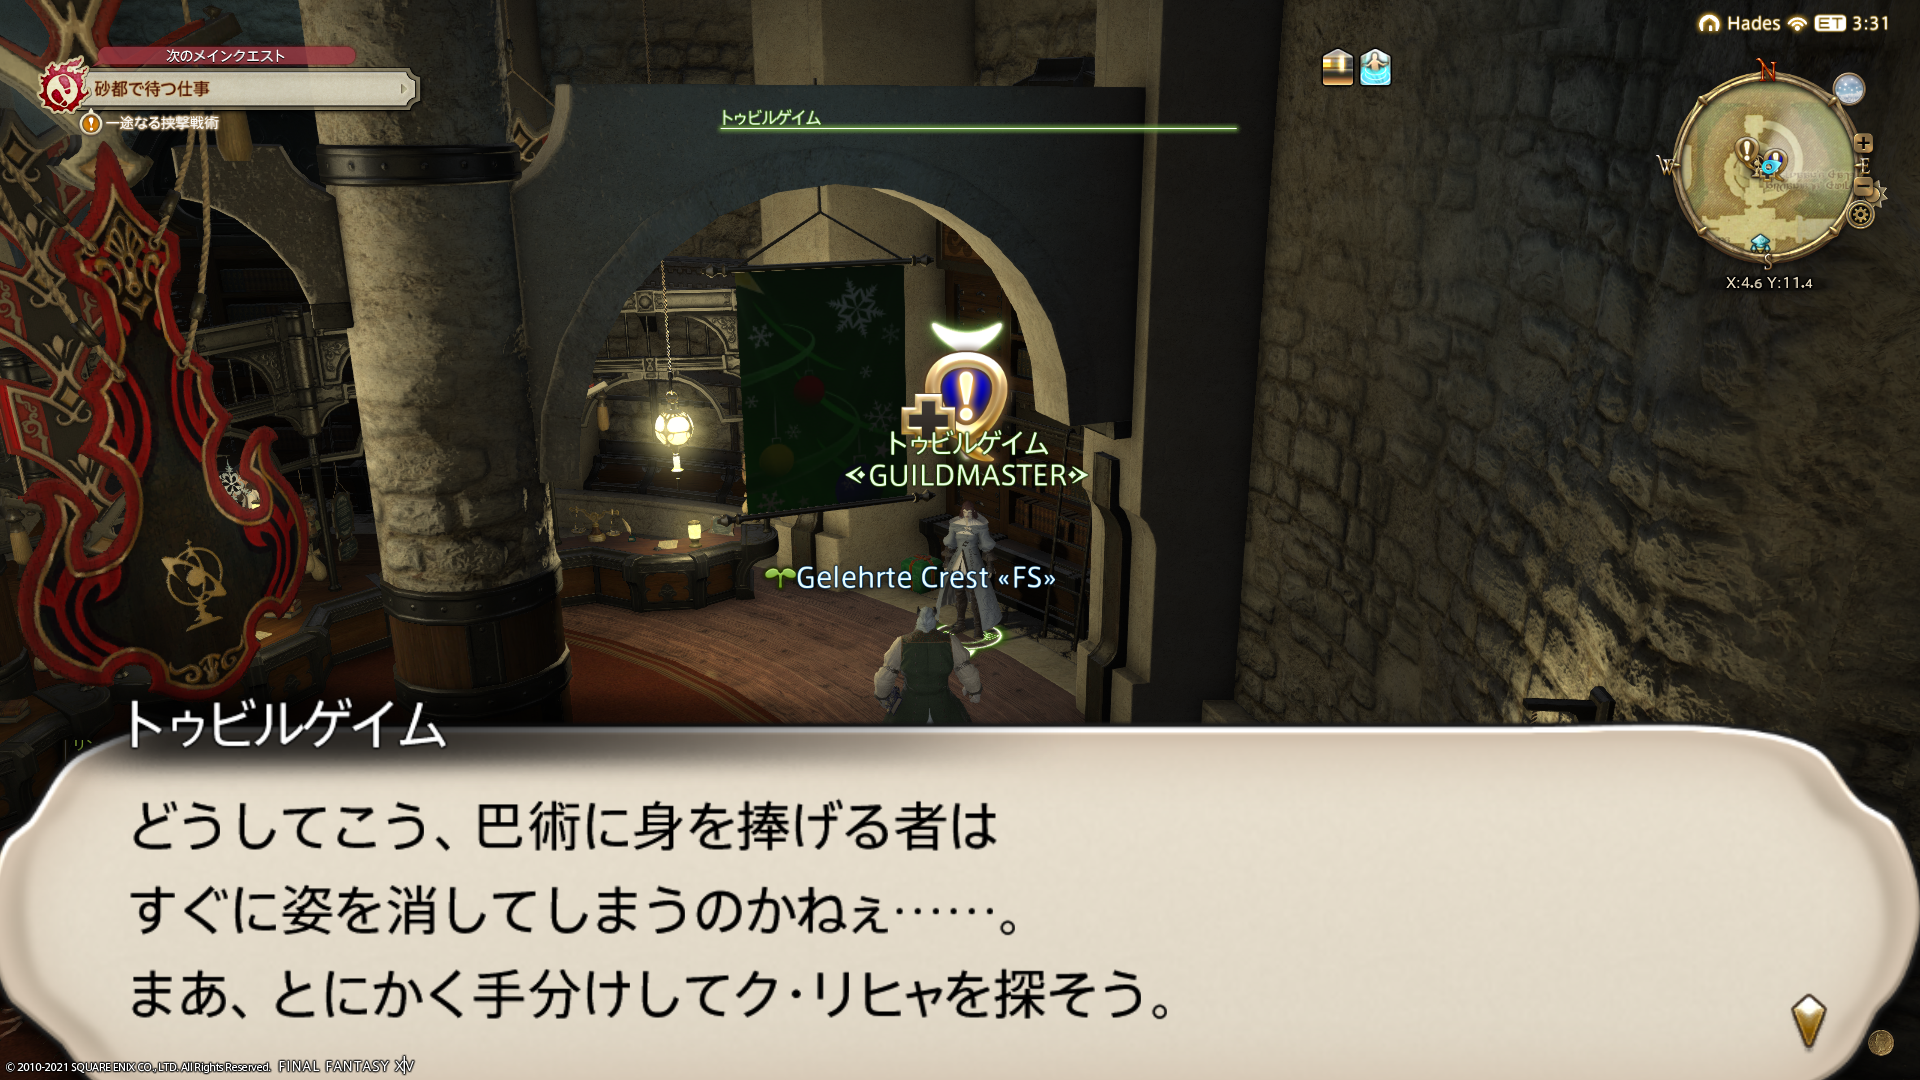 次のメインクエスト
砂都で待つ仕事
一途なる挟撃戦術
トゥビルゲイム
Hades ET 3:31
N
W
E
S
X:4.6 Y:11.4
トゥビルゲイム
GUILDMASTER
Gelehrte Crest «FS»
トゥビルゲイム
どうしてこう、巴術に身を捧げる者は
すぐに姿を消してしまうのかねぇ……。
まあ、とにかく手分けしてク・リヒャを探そう。
© 2010-2021 SQUARE ENIX CO., LTD. All Rights Reserved. FINAL FANTASY XIV